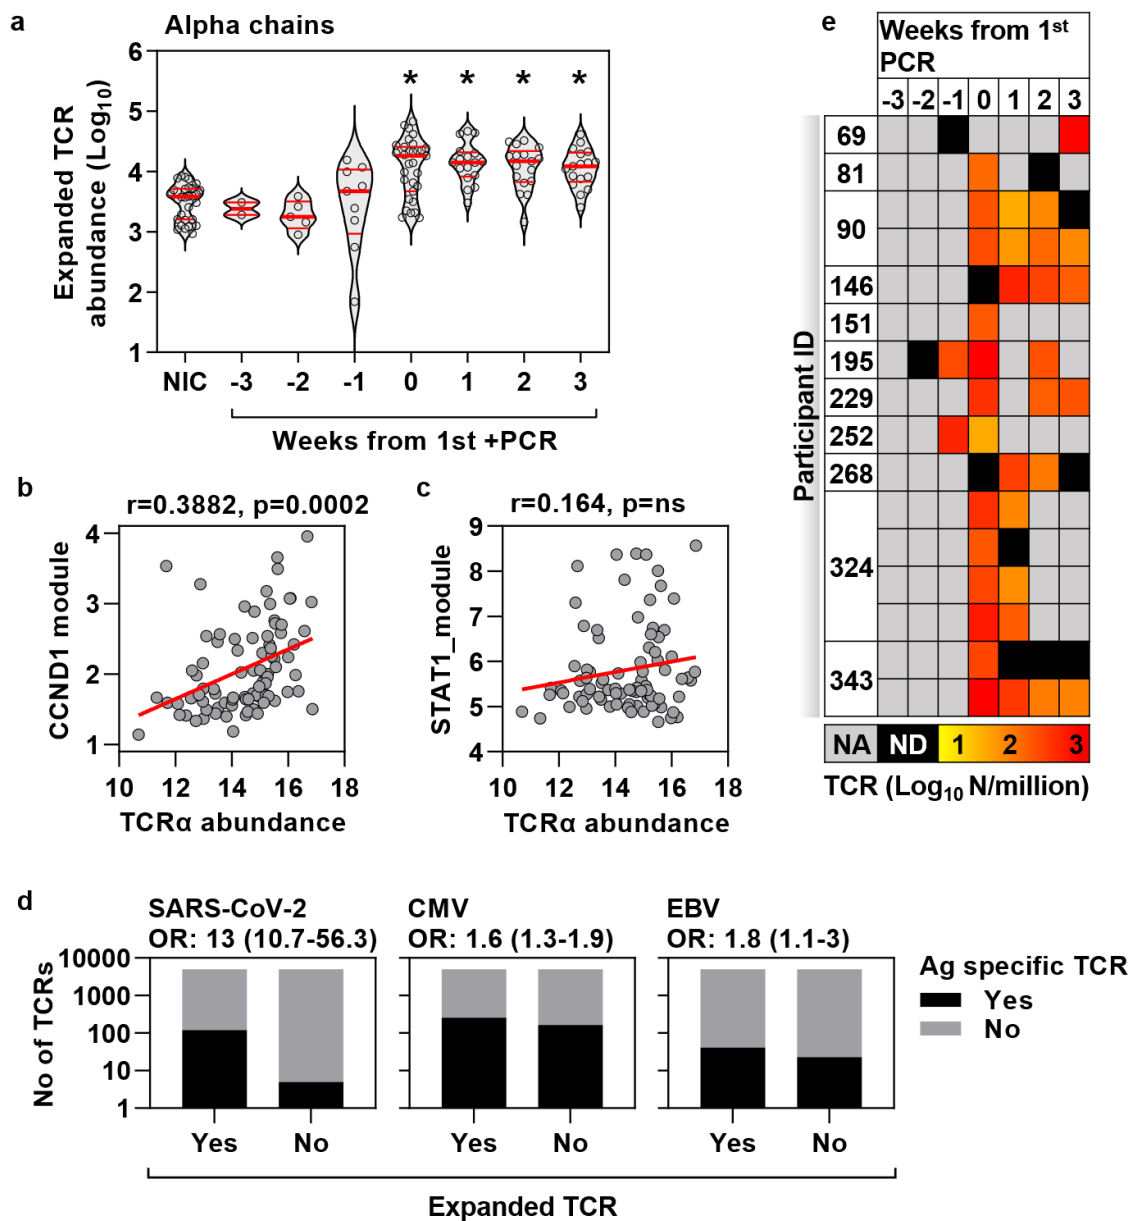 a
Alpha chains
Expanded TCR
abundance (Log10)
6
5
4
3
2
1
* * * *
NIC -3 -2 -1 0 1 2 3
Weeks from 1st +PCR
b
r=0.3882, p=0.0002
CCND1 module
4
3
2
1
10 12 14 16 18
TCRα abundance
c
r=0.164, p=ns
STAT1_module
9
8
7
6
5
4
10 12 14 16 18
TCRα abundance
d
SARS-CoV-2
OR: 13 (10.7-56.3)
CMV
OR: 1.6 (1.3-1.9)
EBV
OR: 1.8 (1.1-3)
No of TCRs
10000
1000
100
10
1
Yes No
Yes No
Yes No
Expanded TCR
Ag specific TCR
Yes
No
e
Weeks from 1st
PCR
-3 -2 -1 0 1 2 3
Participant ID
69
81
90
146
151
195
229
252
268
324
343
NA ND 1 2 3
TCR (Log10 N/million)